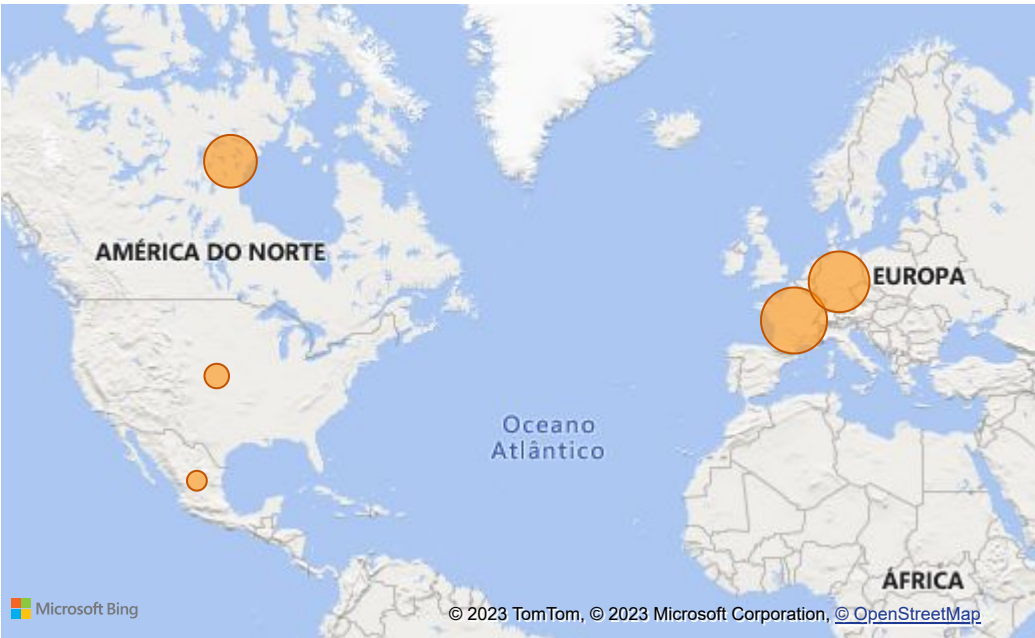 AMÉRICA DO NORTE
EUROPA
Oceano
Atlântico
ÁFRICA
Microsoft Bing
© 2023 TomTom, © 2023 Microsoft Corporation, © OpenStreetMap